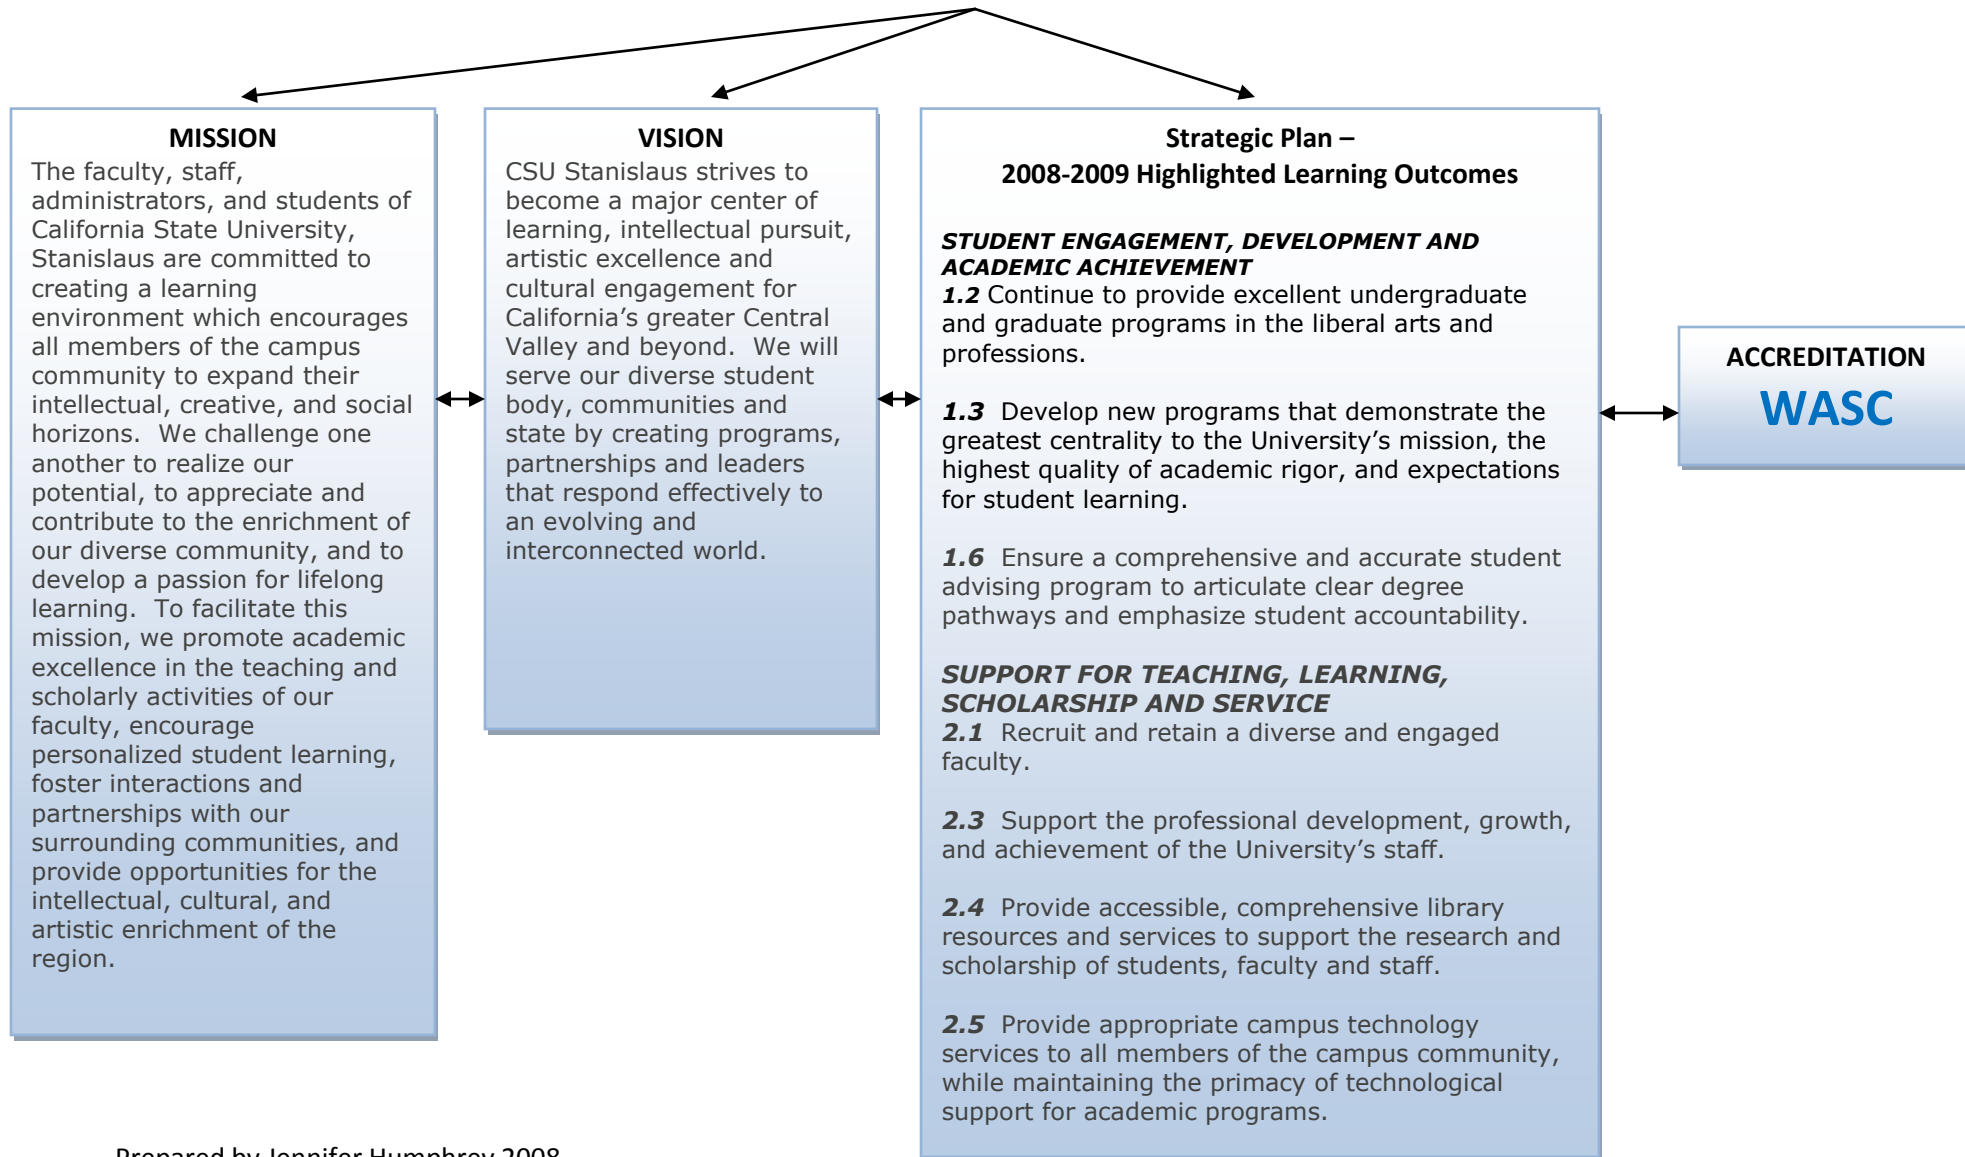 MISSION
The faculty, staff,
administrators, and students of
California State University,
Stanislaus are committed to
creating a learning
environment which encourages
all members of the campus
community to expand their
intellectual, creative, and social
horizons.  We challenge one
another to realize our
potential, to appreciate and
contribute to the enrichment of
our diverse community, and to
develop a passion for lifelong
learning.  To facilitate this
mission, we promote academic
excellence in the teaching and
scholarly activities of our
faculty, encourage
personalized student learning,
foster interactions and
partnerships with our
surrounding communities, and
provide opportunities for the
intellectual, cultural, and
artistic enrichment of the
region.
VISION
CSU Stanislaus strives to
become a major center of
learning, intellectual pursuit,
artistic excellence and
cultural engagement for
California’s greater Central
Valley and beyond.  We will
serve our diverse student
body, communities and
state by creating programs,
partnerships and leaders
that respond effectively to
an evolving and
interconnected world.
Strategic Plan –
2008-2009 Highlighted Learning Outcomes
STUDENT ENGAGEMENT, DEVELOPMENT AND
ACADEMIC ACHIEVEMENT
1.2 Continue to provide excellent undergraduate
and graduate programs in the liberal arts and
professions.
1.3  Develop new programs that demonstrate the
greatest centrality to the University’s mission, the
highest quality of academic rigor, and expectations
for student learning.
1.6  Ensure a comprehensive and accurate student
advising program to articulate clear degree
pathways and emphasize student accountability.
SUPPORT FOR TEACHING, LEARNING,
SCHOLARSHIP AND SERVICE
2.1  Recruit and retain a diverse and engaged
faculty.
2.3  Support the professional development, growth,
and achievement of the University’s staff.
2.4  Provide accessible, comprehensive library
resources and services to support the research and
scholarship of students, faculty and staff.
2.5  Provide appropriate campus technology
services to all members of the campus community,
while maintaining the primacy of technological
support for academic programs.
ACCREDITATION
WASC
Prepared by Jennifer Humphrey 2008